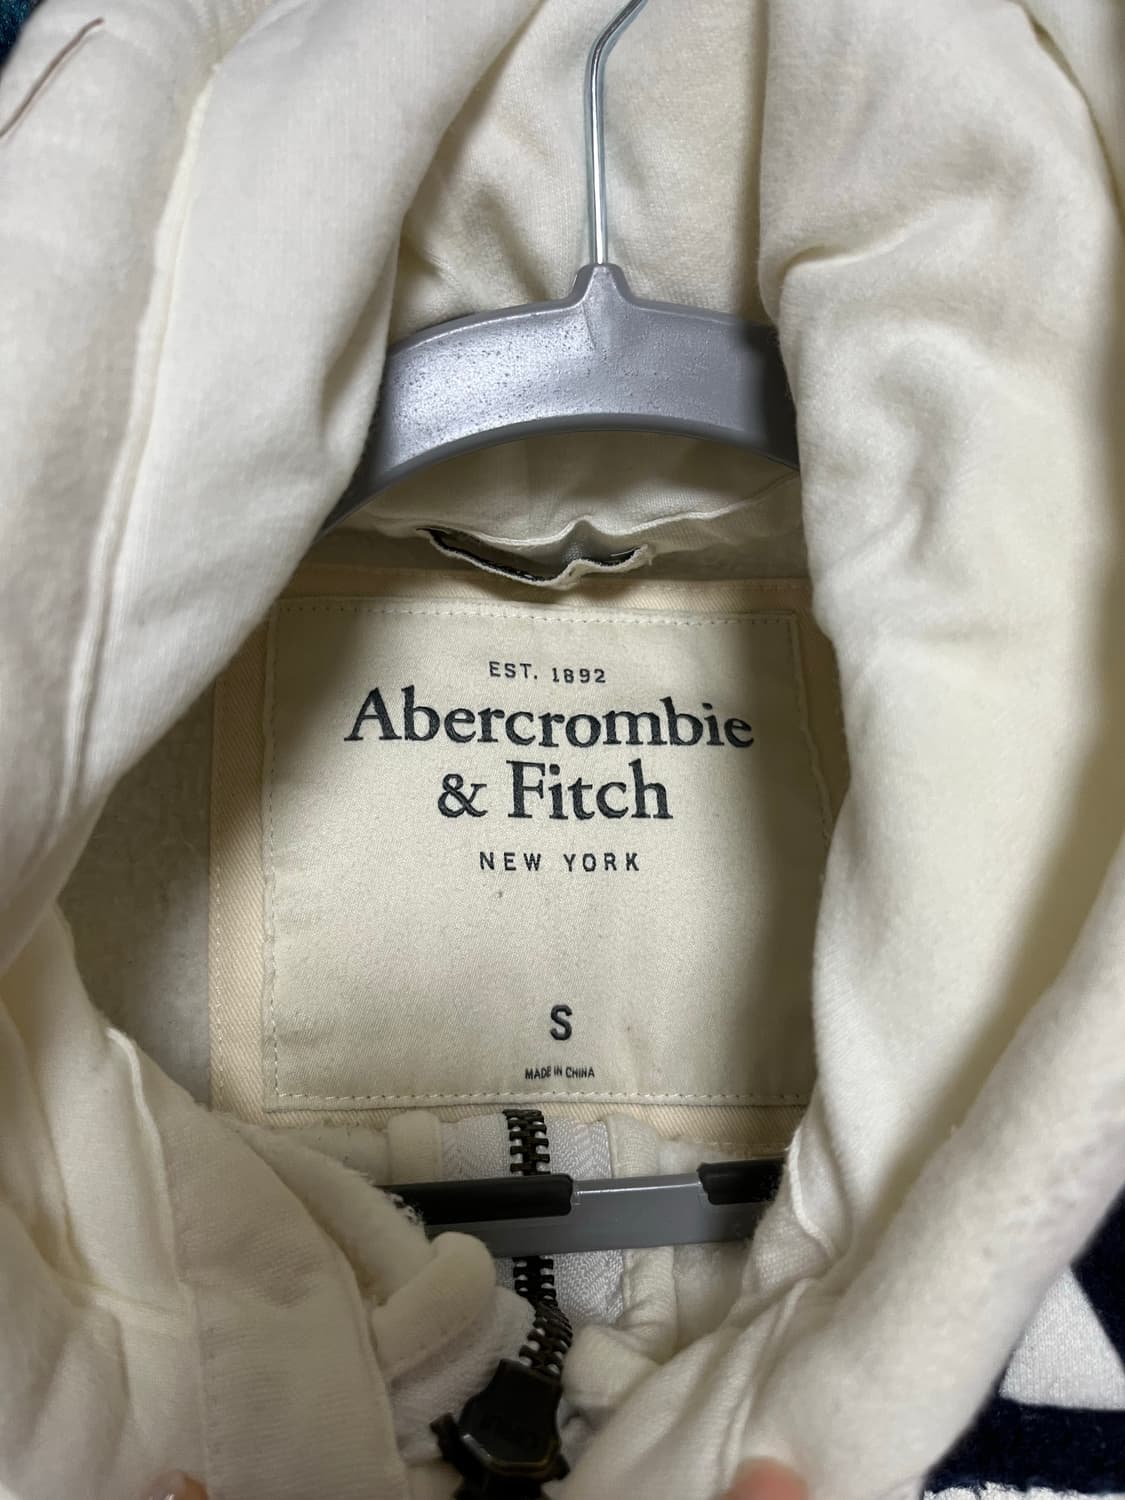 EST. 1892
Abercrombie
& Fitch
NEW YORK
S
MADE IN CHINA